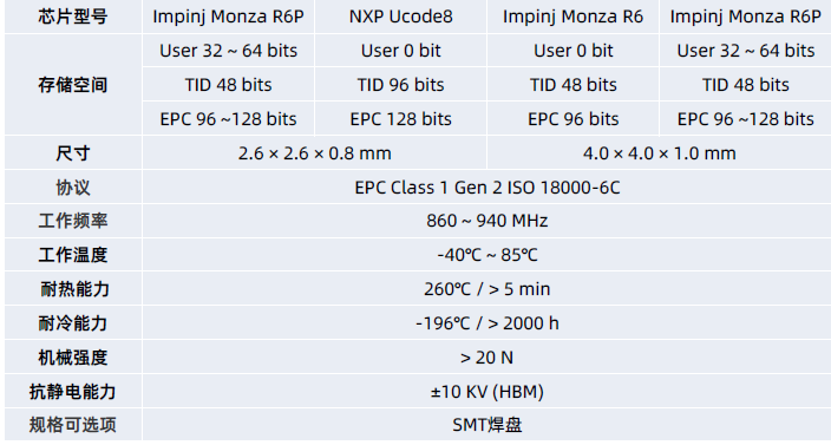 芯片型号 Impinj Monza R6P NXP Ucode8 Impinj Monza R6 Impinj Monza R6P
User 32 ~ 64 bits User 0 bit User 0 bit User 32 ~ 64 bits
存储空间 TID 48 bits TID 96 bits TID 48 bits TID 48 bits
EPC 96 ~128 bits EPC 128 bits EPC 96 bits EPC 96 ~128 bits
尺寸 2.6 × 2.6 × 0.8 mm 4.0 × 4.0 × 1.0 mm
协议 EPC Class 1 Gen 2 ISO 18000-6C
工作频率 860 ~ 940 MHz
工作温度 -40℃ ~ 85℃
耐热能力 260℃ / > 5 min
耐冷能力 -196℃ / > 2000 h
机械强度 > 20 N
抗静电能力 ±10 KV (HBM)
规格可选项 SMT焊盘